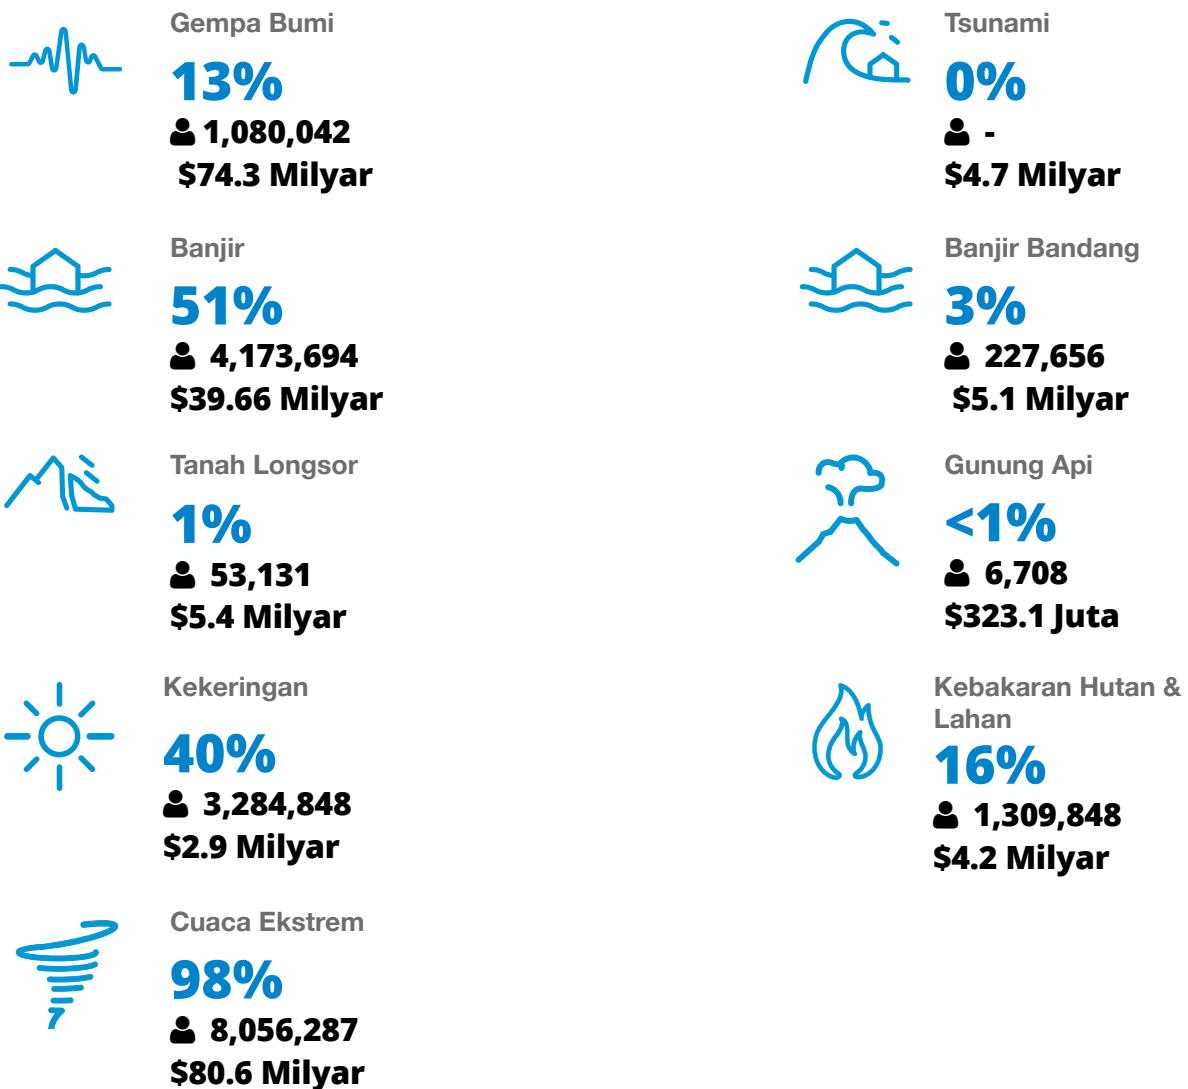 Gempa Bumi
13%
1,080,042
$74.3 Milyar
Tsunami
0%
-
$4.7 Milyar
Banjir
51%
4,173,694
$39.66 Milyar
Banjir Bandang
3%
227,656
$5.1 Milyar
Tanah Longsor
1%
53,131
$5.4 Milyar
Gunung Api
<1%
6,708
$323.1 Juta
Kekeringan
40%
3,284,848
$2.9 Milyar
Kebakaran Hutan &
Lahan
16%
1,309,848
$4.2 Milyar
Cuaca Ekstrem
98%
8,056,287
$80.6 Milyar